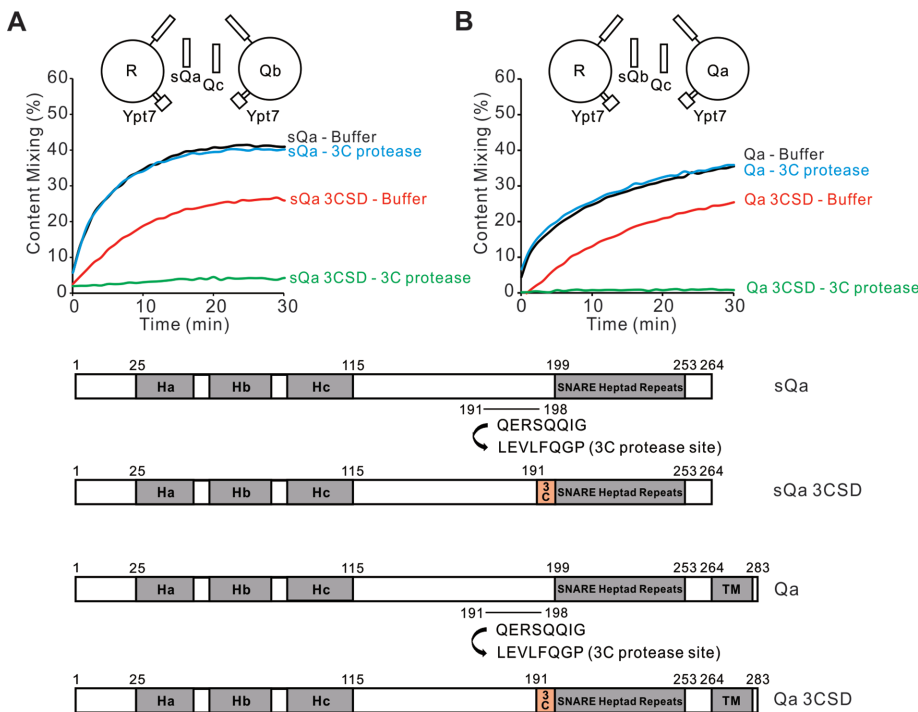 A
R
sQa
Qc
Qb
Ypt7
Ypt7
Content Mixing (%)
60
50
40
30
20
10
0
0
10
20
30
Time (min)
sQa - Buffer
sQa - 3C protease
sQa 3CSD - Buffer
sQa 3CSD - 3C protease
B
R
sQb
Qc
Qa
Ypt7
Ypt7
Content Mixing (%)
60
50
40
30
20
10
0
0
10
20
30
Time (min)
Qa - Buffer
Qa - 3C protease
Qa 3CSD - Buffer
Qa 3CSD - 3C protease
1 25 115 199 253 264
Ha Hb Hc SNARE Heptad Repeats sQa
191 198
QERSQQIG
LEVLFQGP (3C protease site)
1 25 115 191 253 264
Ha Hb Hc 3C SNARE Heptad Repeats sQa 3CSD
1 25 115 199 253 264 283
Ha Hb Hc SNARE Heptad Repeats TM Qa
191 198
QERSQQIG
LEVLFQGP (3C protease site)
1 25 115 191 253 264 283
Ha Hb Hc 3C SNARE Heptad Repeats TM Qa 3CSD